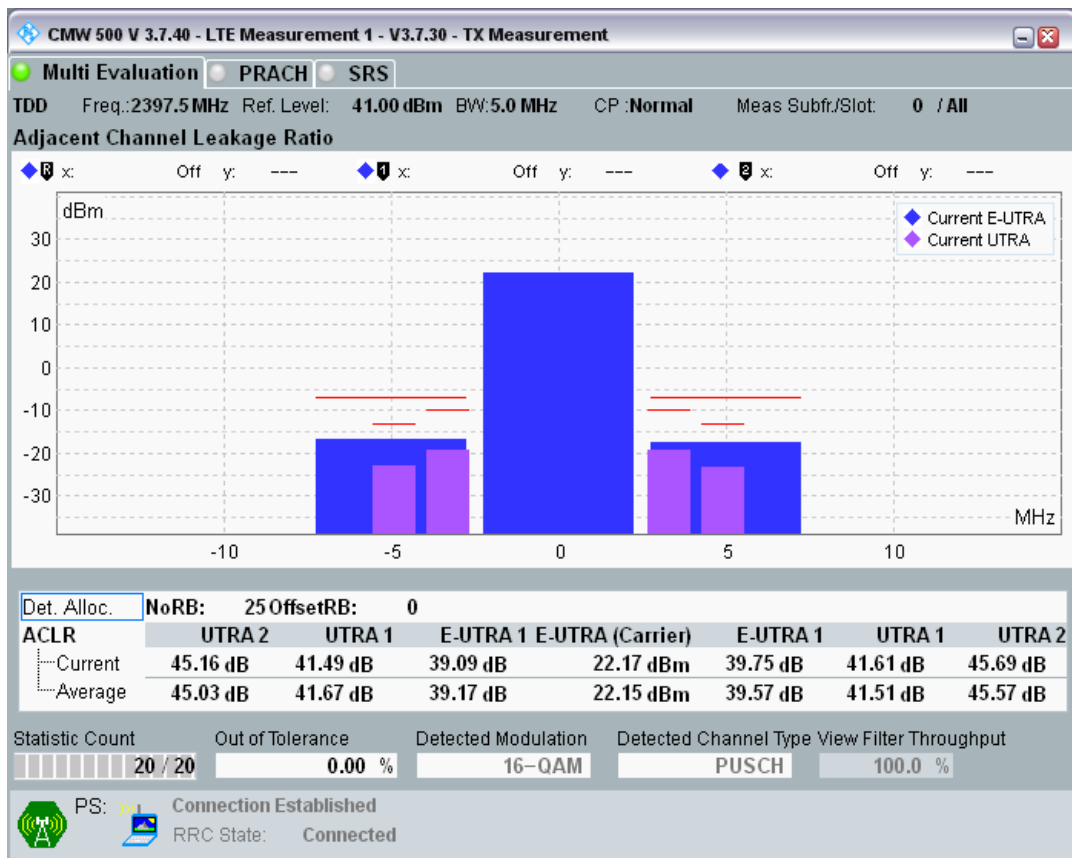 CMW 500 V 3.7.40 - LTE Measurement 1 - V3.7.30 - TX Measurement
Multi Evaluation PRACH SRS
TDD Freq.:2397.5 MHz Ref. Level: 41.00 dBm BW:5.0 MHz CP :Normal Meas Subfr./Slot: 0 / All
Adjacent Channel Leakage Ratio
R x: Off y: --- 1 x: Off y: --- 2 x: Off y: ---
dBm
Current E-UTRA
Current UTRA
30
20
10
0
-10
-20
-30
MHz
-10 -5 0 5 10
Det. Alloc. NoRB: 25 OffsetRB: 0
ACLR UTRA 2 UTRA 1 E-UTRA 1 E-UTRA (Carrier) E-UTRA 1 UTRA 1 UTRA 2
Current 45.16 dB 41.49 dB 39.09 dB 22.17 dBm 39.75 dB 41.61 dB 45.69 dB
Average 45.03 dB 41.67 dB 39.17 dB 22.15 dBm 39.57 dB 41.51 dB 45.57 dB
Statistic Count Out of Tolerance Detected Modulation Detected Channel Type View Filter Throughput
20 / 20 0.00 % 16-QAM PUSCH 100.0 %
PS: Connection Established
RRC State: Connected